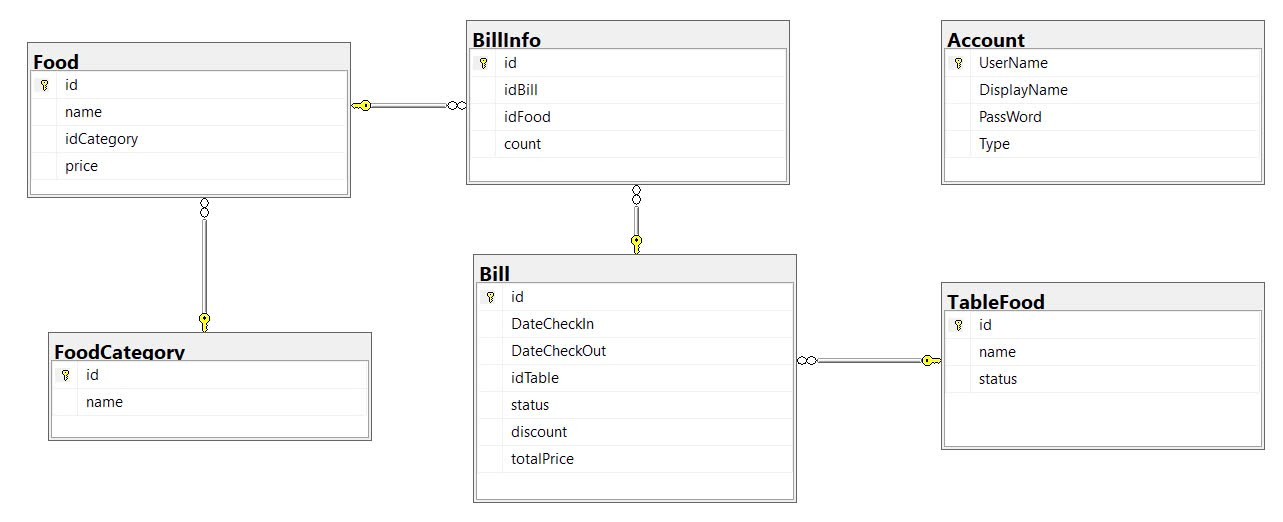 Food
id
name
idCategory
price
BillInfo
id
idBill
idFood
count
Account
UserName
DisplayName
PassWord
Type
FoodCategory
id
name
Bill
id
DateCheckIn
DateCheckOut
idTable
status
discount
totalPrice
TableFood
id
name
status